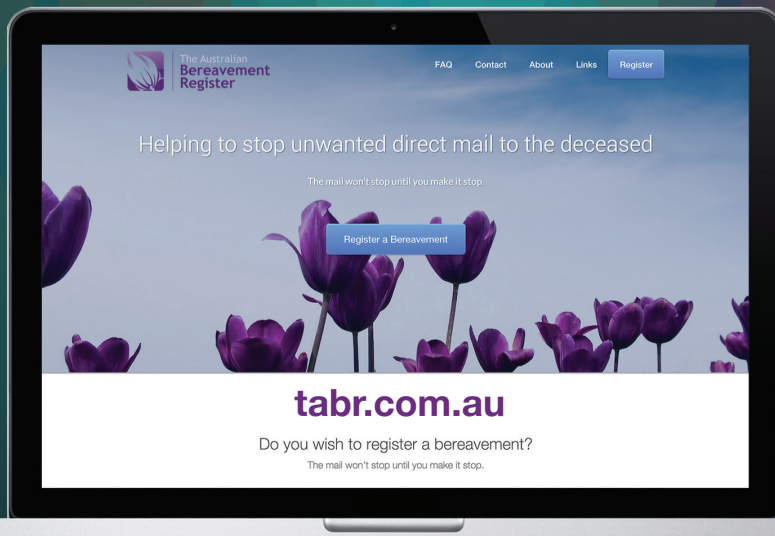 The Australian
Bereavement
Register
FAQ Contact About Links Register
Helping to stop unwanted direct mail to the deceased
The mail won't stop until you make it stop.
Register a Bereavement
tabr.com.au
Do you wish to register a bereavement?
The mail won't stop until you make it stop.